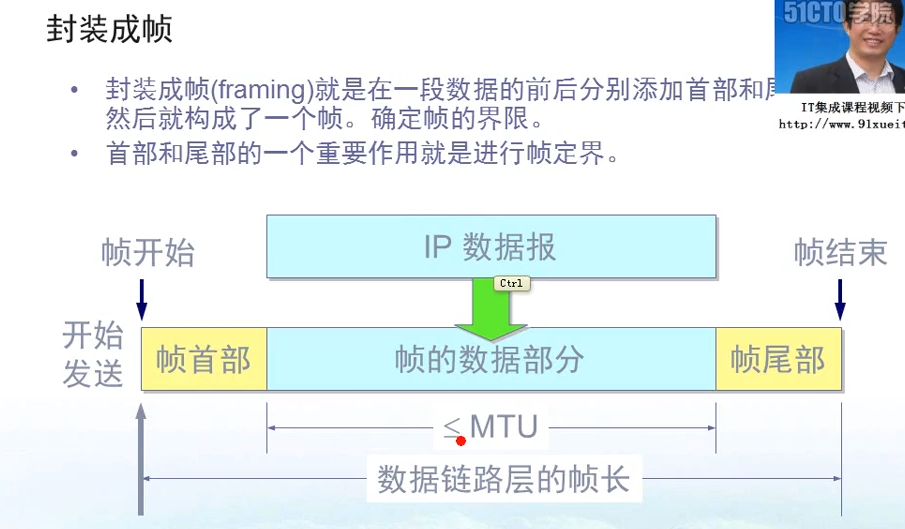 封装成帧
51CTO学院
• 封装成帧(framing)就是在一段数据的前后分别添加首部和
然后就构成了一个帧。确定帧的界限。
• 首部和尾部的一个重要作用就是进行帧定界。
IT集成课程视频下
http://www.91xueit
IP 数据报
帧开始
帧结束
Ctrl
开始
发送
帧首部
帧的数据部分
帧尾部
≤ MTU
数据链路层的帧长